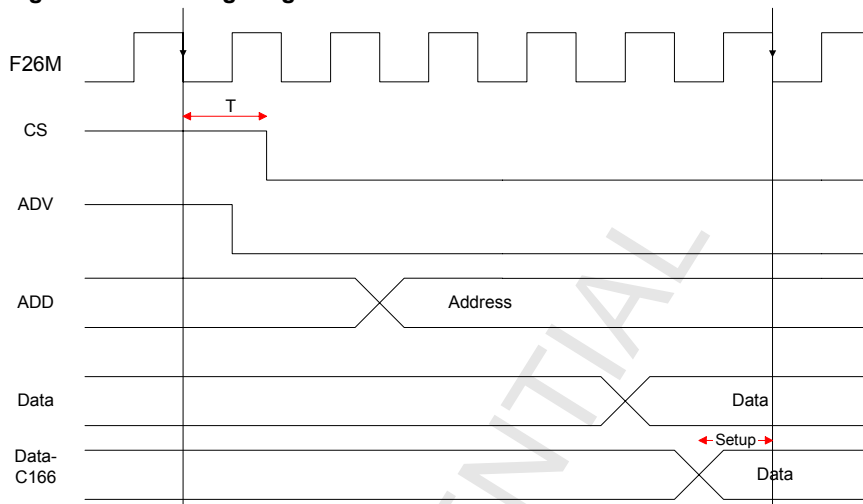 F26M
T
CS
ADV
ADD
Address
Data
Data
Setup
Data-
C166
Data